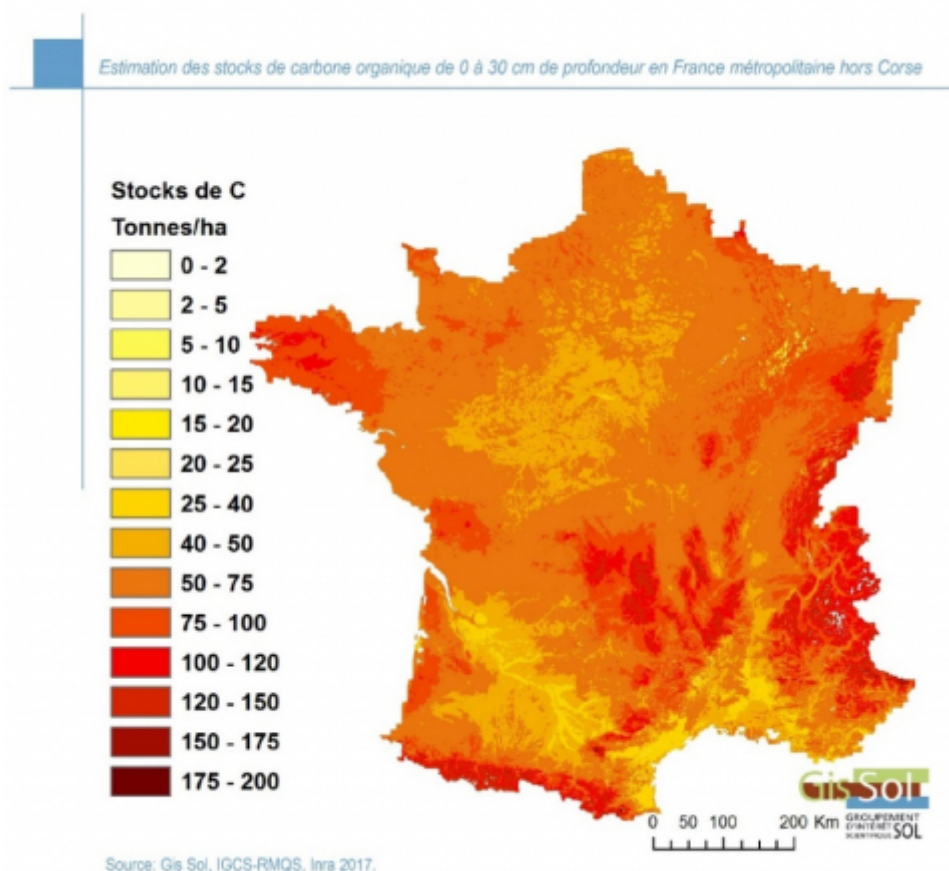 Estimation des stocks de carbone organique de 0 à 30 cm de profondeur en France métropolitaine hors Corse
Stocks de C
Tonnes/ha
0 - 2
2 - 5
5 - 10
10 - 15
15 - 20
20 - 25
25 - 40
40 - 50
50 - 75
75 - 100
100 - 120
120 - 150
150 - 175
175 - 200
Gis Sol
GROUPEMENT
D'INTÉRÊT
SCIENTIFIQUE SOL
0 50 100 200 Km
Source: Gis Sol, IGCS-RMQS, Inra 2017.